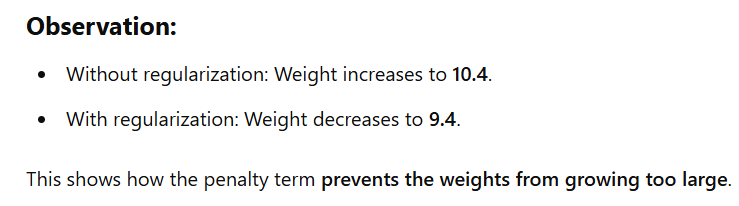 Observation:
Without regularization: Weight increases to 10.4.
With regularization: Weight decreases to 9.4.
This shows how the penalty term prevents the weights from growing too large.